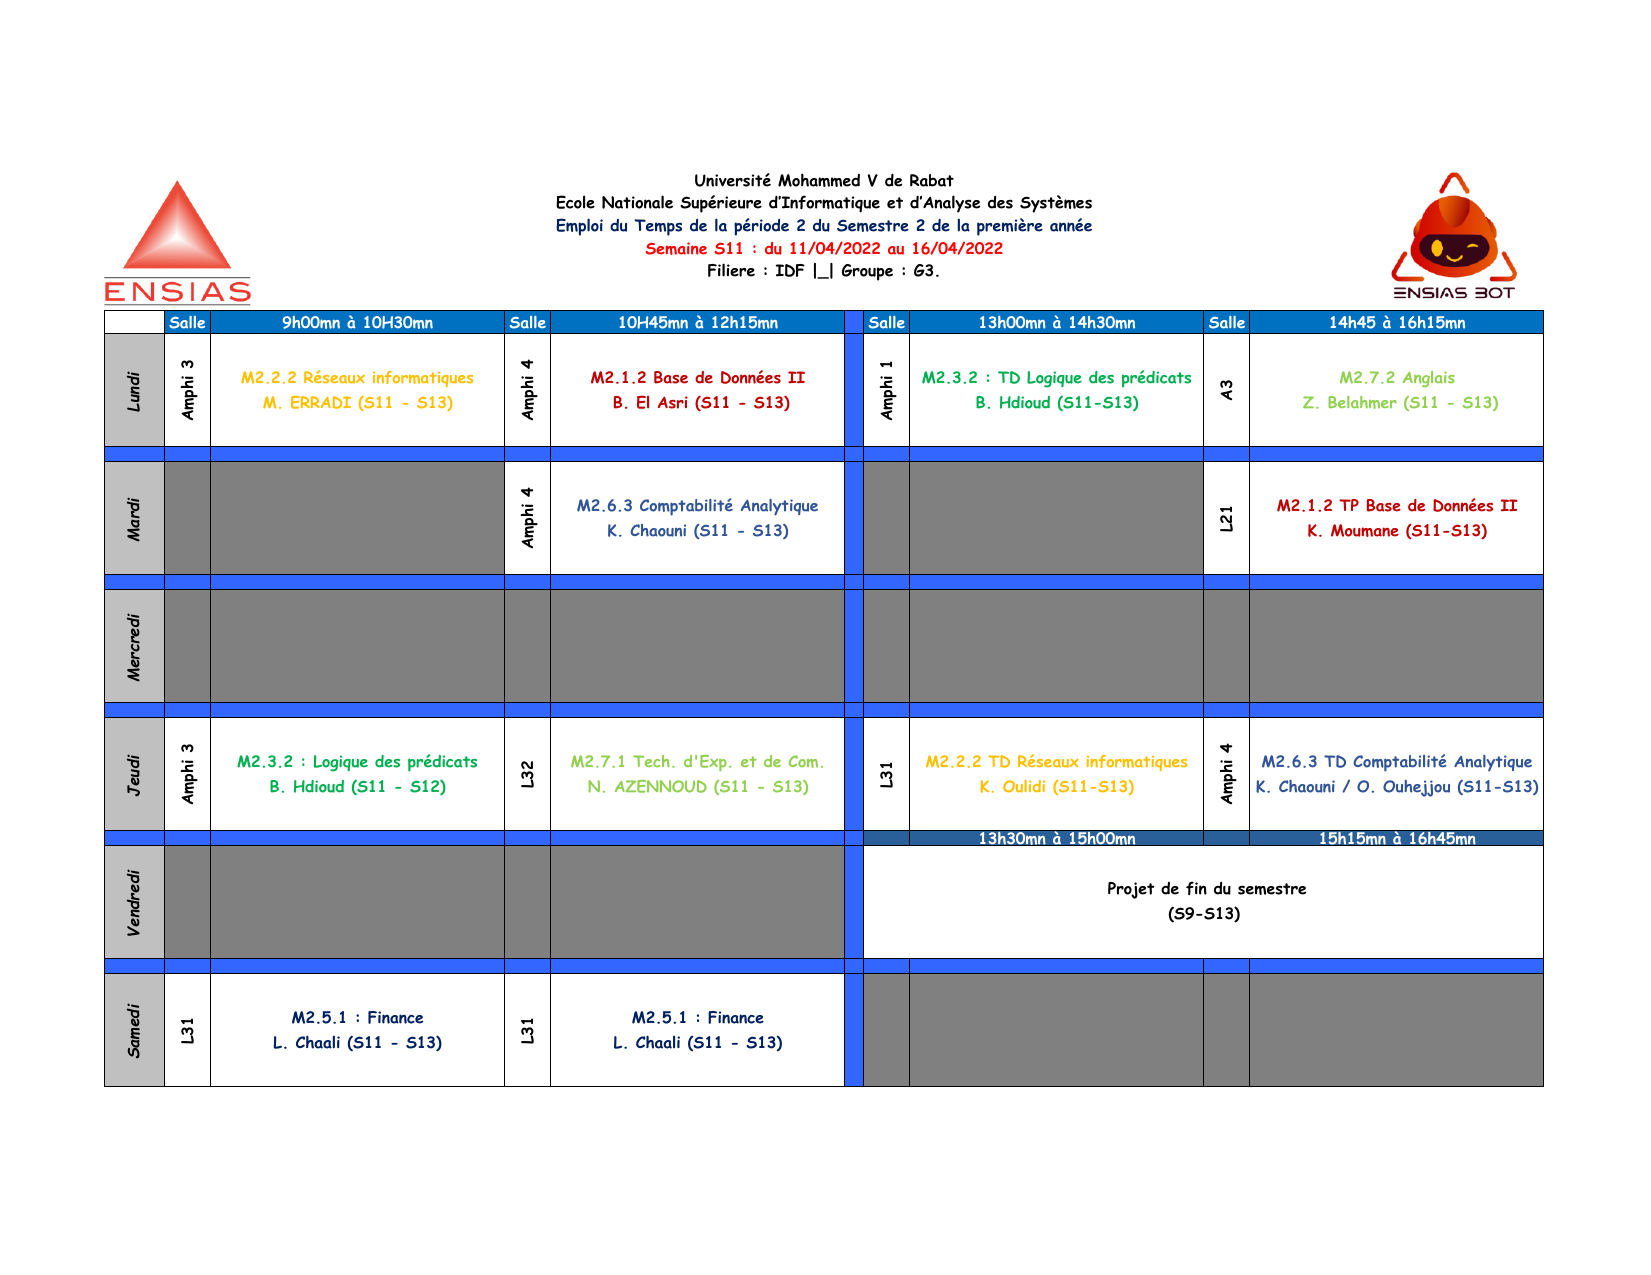 Université Mohammed V de Rabat
Ecole Nationale Supérieure d’Informatique et d’Analyse des Systèmes
Emploi du Temps de la période 2 du Semestre 2 de la première année
Semaine S11 : du 11/04/2022 au 16/04/2022
Filiere : IDF |_| Groupe : G3.
ENSIAS
ENSIAS BOT
Salle 9h00mn à 10H30mn Salle 10H45mn à 12h15mn Salle 13h00mn à 14h30mn Salle 14h45 à 16h15mn
Lundi
Amphi 3
M2.2.2 Réseaux informatiques
M. ERRADI (S11 - S13)
Amphi 4
M2.1.2 Base de Données II
B. El Asri (S11 - S13)
Amphi 1
M2.3.2 : TD Logique des prédicats
B. Hdioud (S11-S13)
A3
M2.7.2 Anglais
Z. Belahmer (S11 - S13)
Mardi
Amphi 4
M2.6.3 Comptabilité Analytique
K. Chaouni (S11 - S13)
L21
M2.1.2 TP Base de Données II
K. Moumane (S11-S13)
Mercredi
Jeudi
Amphi 3
M2.3.2 : Logique des prédicats
B. Hdioud (S11 - S12)
L32
M2.7.1 Tech. d'Exp. et de Com.
N. AZENNOUD (S11 - S13)
L31
M2.2.2 TD Réseaux informatiques
K. Oulidi (S11-S13)
Amphi 4
M2.6.3 TD Comptabilité Analytique
K. Chaouni / O. Ouhejjou (S11-S13)
13h30mn à 15h00mn 15h15mn à 16h45mn
Vendredi
Projet de fin du semestre
(S9-S13)
Samedi
L31
M2.5.1 : Finance
L. Chaali (S11 - S13)
L31
M2.5.1 : Finance
L. Chaali (S11 - S13)